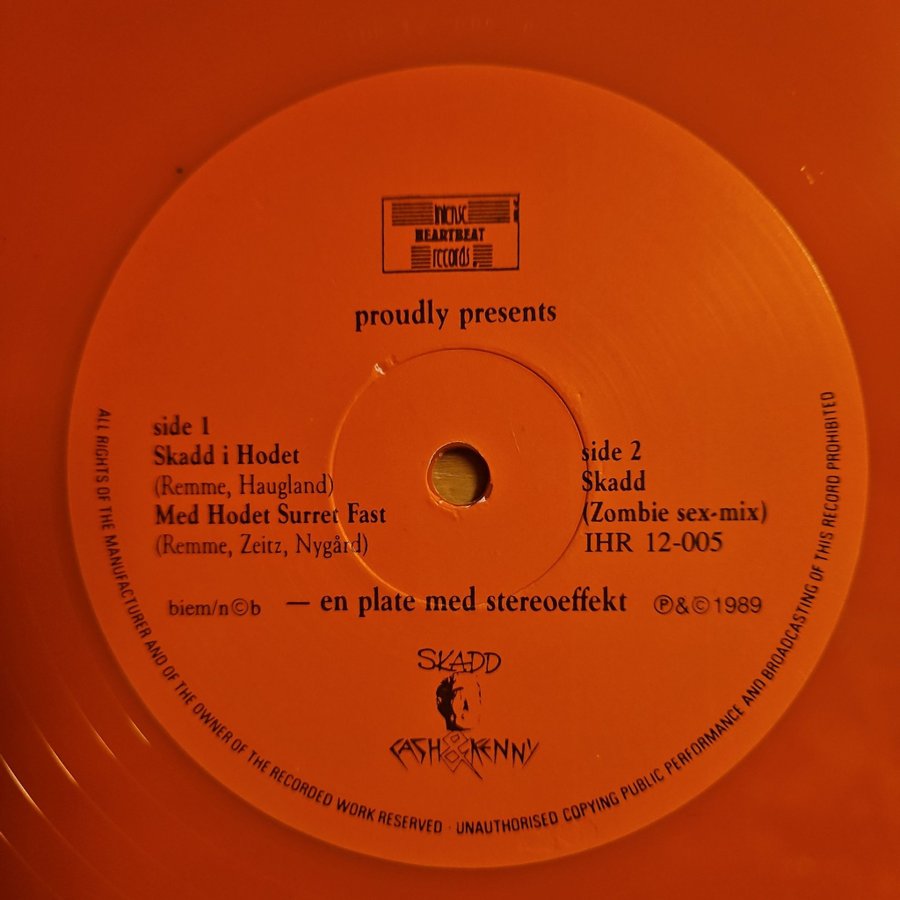 intense
HEARTBEAT
records
proudly presents
side 1
Skadd i Hodet
(Remme, Haugland)
Med Hodet Surret Fast
(Remme, Zeitz, Nygård)
side 2
Skadd
(Zombie sex-mix)
IHR 12-005
biem/n©b
— en plate med stereoeffekt
℗&©1989
SKADD
CASH & KENNY
ALL RIGHTS OF THE MANUFACTURER AND OF THE OWNER OF THE RECORDED WORK RESERVED · UNAUTHORISED COPYING PUBLIC PERFORMANCE AND BROADCASTING OF THIS RECORD PROHIBITED